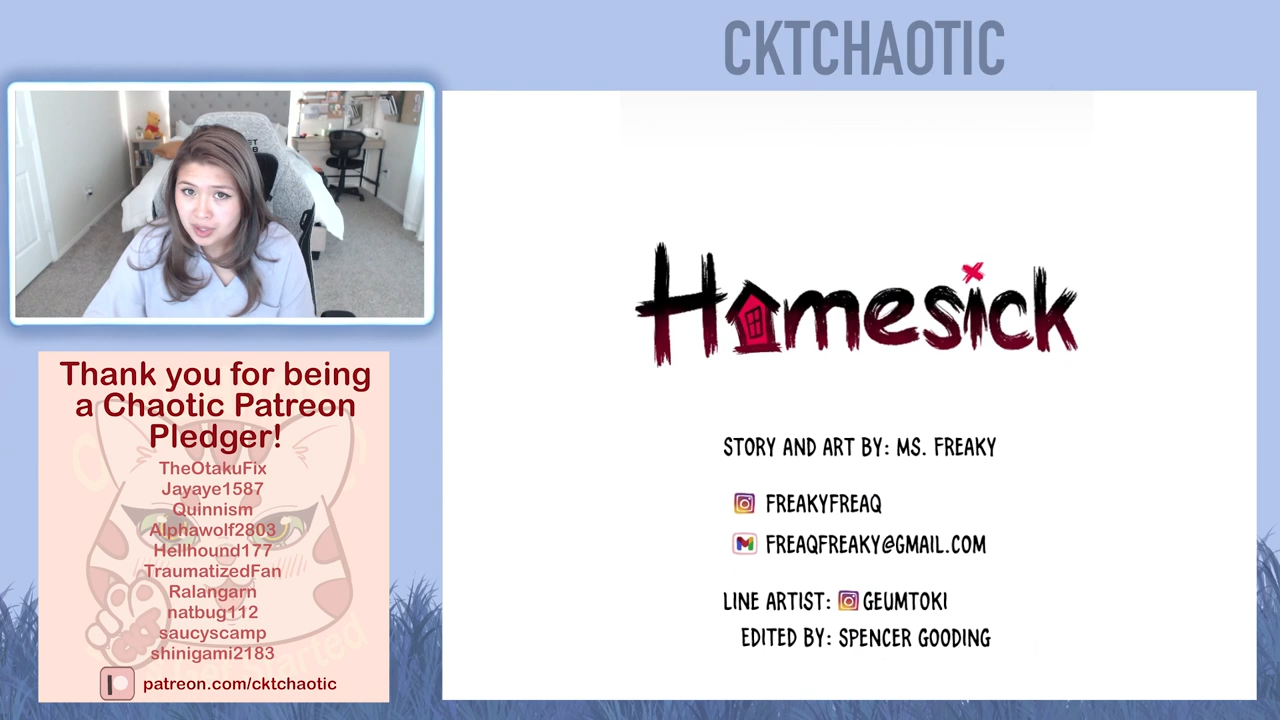 CKTCHAOTIC
Homesick
STORY AND ART BY: MS. FREAKY
FREAKYFREAQ
FREAQFREAKY@GMAIL.COM
LINE ARTIST: GEUMTOKI
EDITED BY: SPENCER GOODING
Thank you for being
a Chaotic Patreon
Pledger!
TheOtakuFix
Jayaye1587
Quinnism
Alphawolf2803
Hellhound177
TraumatizedFan
Ralangarn
natbug112
saucyscamp
shinigami2183
patreon.com/cktchaotic